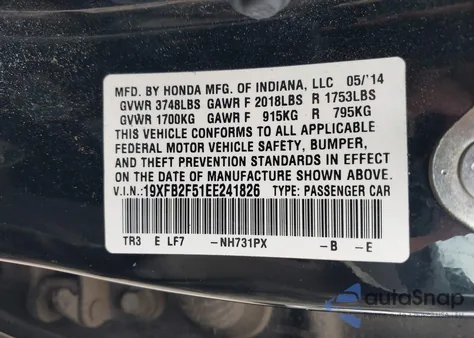 MFD. BY HONDA MFG. OF INDIANA, LLC 05/'14
GVWR 3748LBS GAWR F 2018LBS R 1753LBS
GVWR 1700KG GAWR F 915KG R 795KG
THIS VEHICLE CONFORMS TO ALL APPLICABLE
FEDERAL MOTOR VEHICLE SAFETY, BUMPER,
AND THEFT PREVENTION STANDARDS IN EFFECT
ON THE DATE OF MANUFACTURE SHOWN ABOVE.
V.I.N.: 19XFB2F51EE241826 TYPE: PASSENGER CAR
TR3 E LF7 -NH731PX -B -E
autoSnap